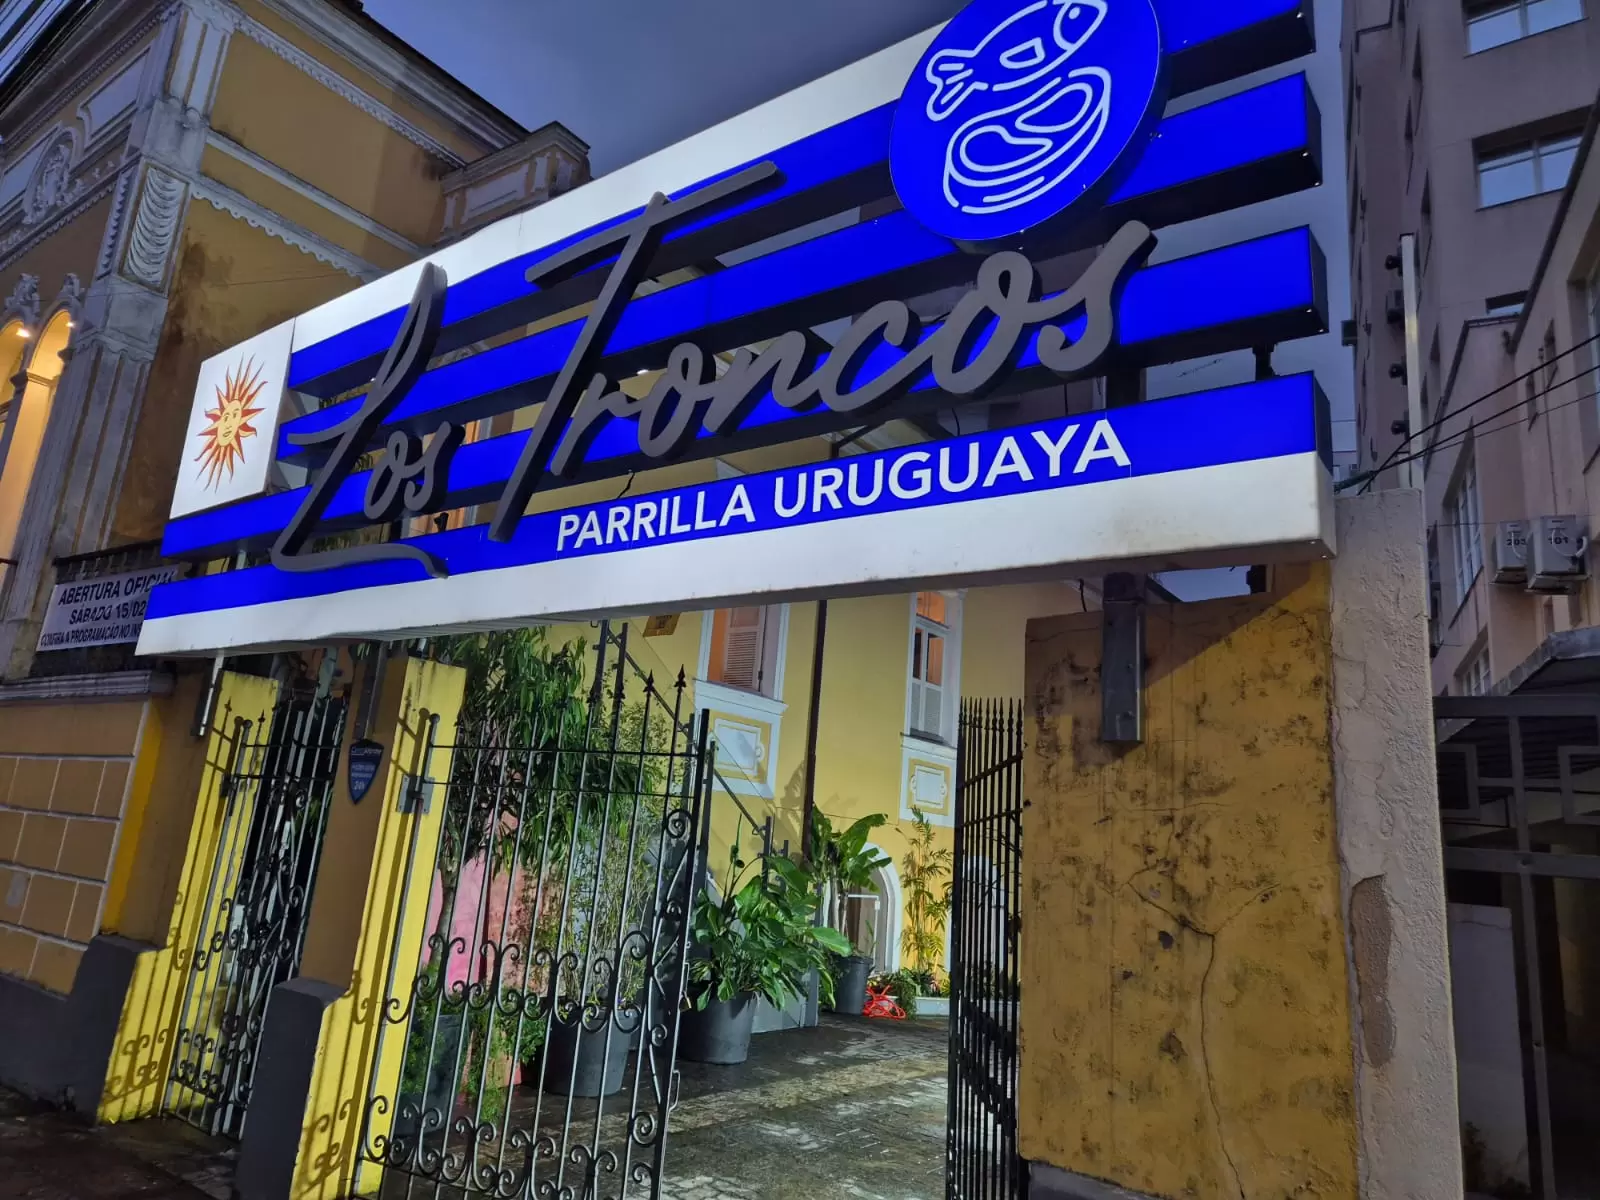 Los Troncos
PARRILLA URUGUAYA
ABERTURA OFICIAL
SÁBADO 15/02